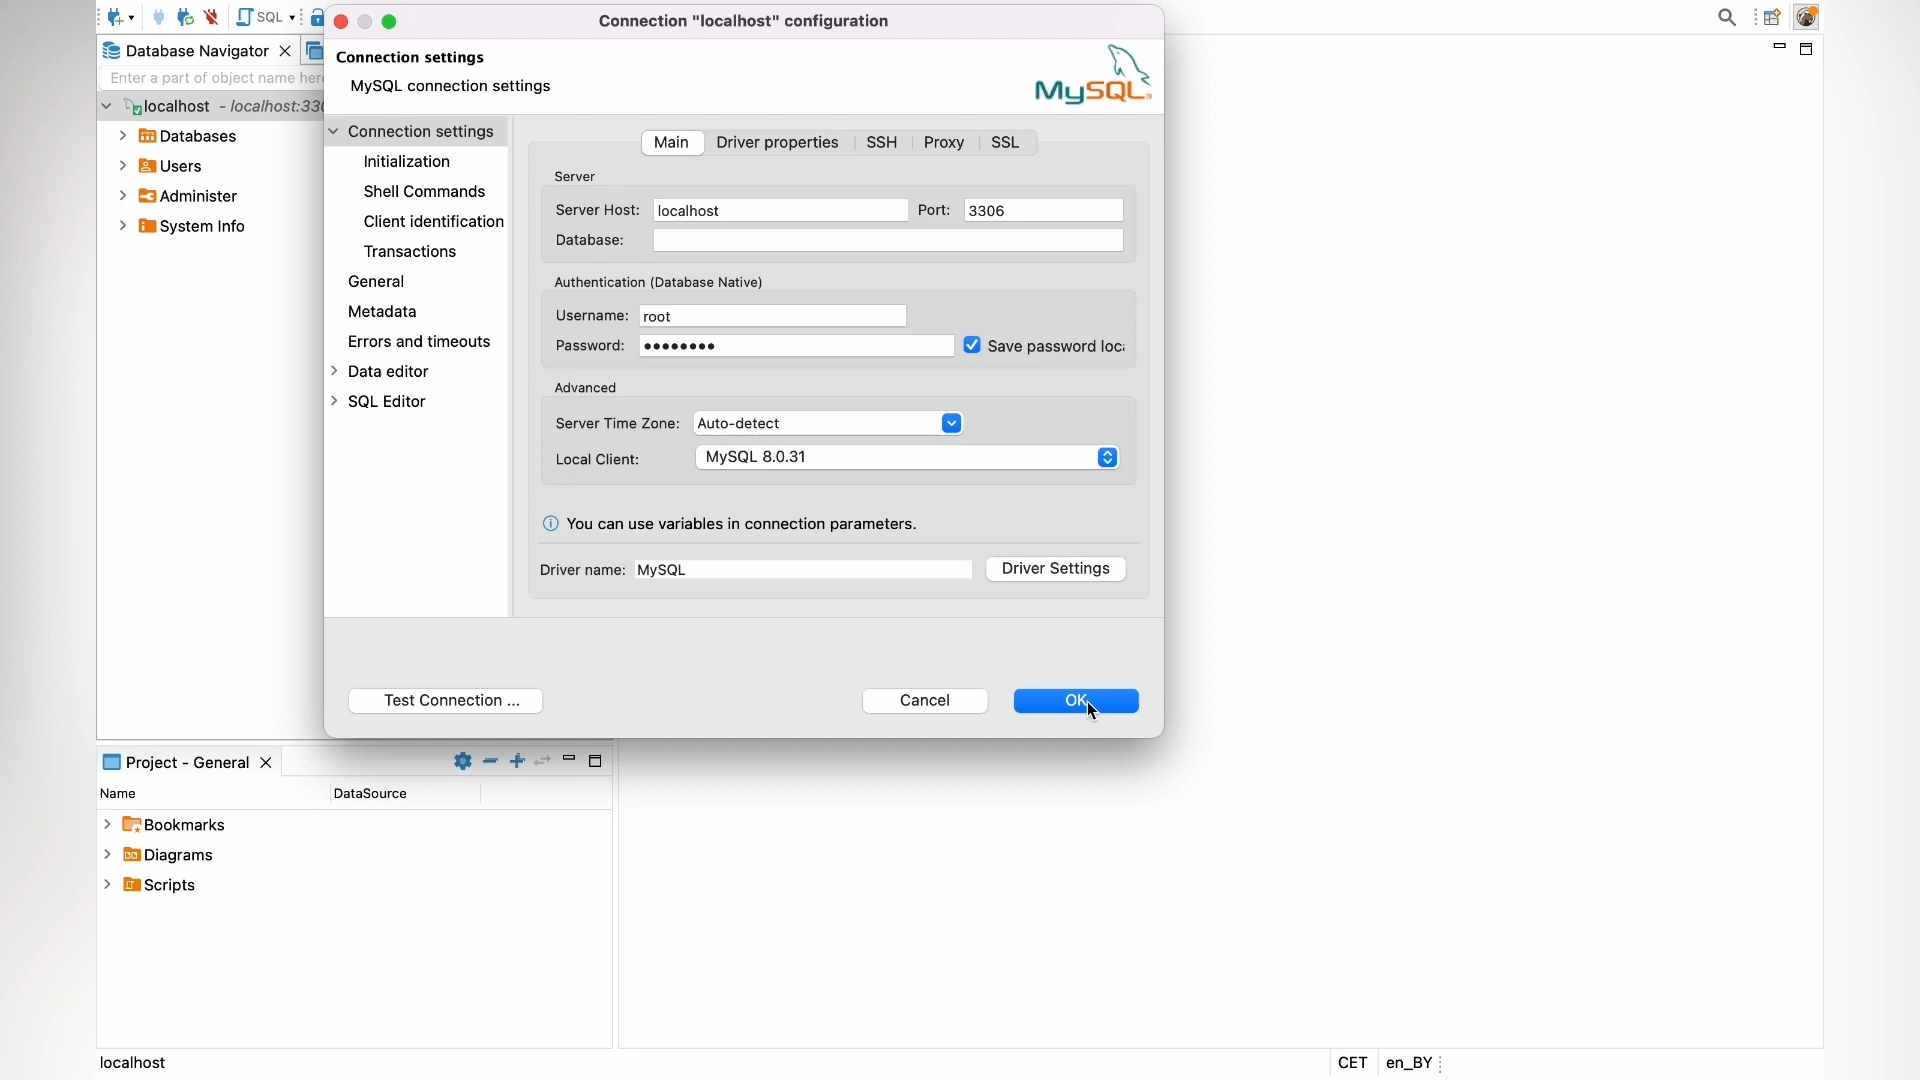 SQL
Connection "localhost" configuration
Database Navigator
Connection settings
MySQL connection settings
MySQL
Enter a part of object name here
localhost - localhost:330
Databases
Users
Administer
System Info
Connection settings
Initialization
Shell Commands
Client identification
Transactions
General
Metadata
Errors and timeouts
Data editor
SQL Editor
Main Driver properties SSH Proxy SSL
Server
Server Host: localhost Port: 3306
Database:
Authentication (Database Native)
Username: root
Password: •••••••• Save password loca
Advanced
Server Time Zone: Auto-detect
Local Client: MySQL 8.0.31
You can use variables in connection parameters.
Driver name: MySQL Driver Settings
Test Connection ... Cancel OK
Project - General
Name DataSource
Bookmarks
Diagrams
Scripts
localhost CET en_BY